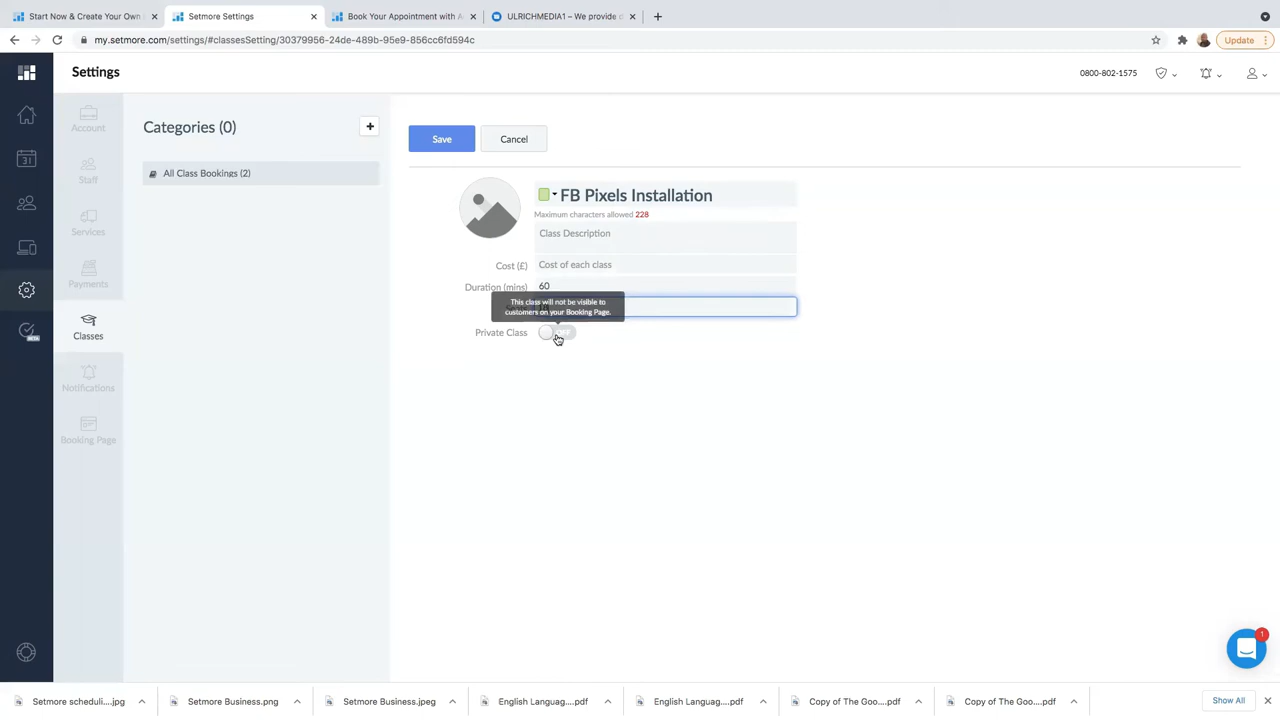 Start Now & Create Your Own
Setmore Settings
Book Your Appointment with A
ULRICHMEDIA1 – We provide d
my.setmore.com/settings/#classesSetting/30379956-24de-489b-95e9-856cc6fd594c
Update
Settings
0800-802-1575
Account
Staff
Services
Payments
Classes
Notifications
Booking Page
31
BETA
Categories (0)
All Class Bookings (2)
Save
Cancel
FB Pixels Installation
Maximum characters allowed 228
Class Description
Cost (£)
Cost of each class
Duration (mins)
60
This class will not be visible to
customers on your Booking Page.
Private Class
OFF
1
Setmore scheduli....jpg
Setmore Business.png
Setmore Business.jpeg
English Languag....pdf
English Languag....pdf
Copy of The Goo....pdf
Copy of The Goo....pdf
Show All